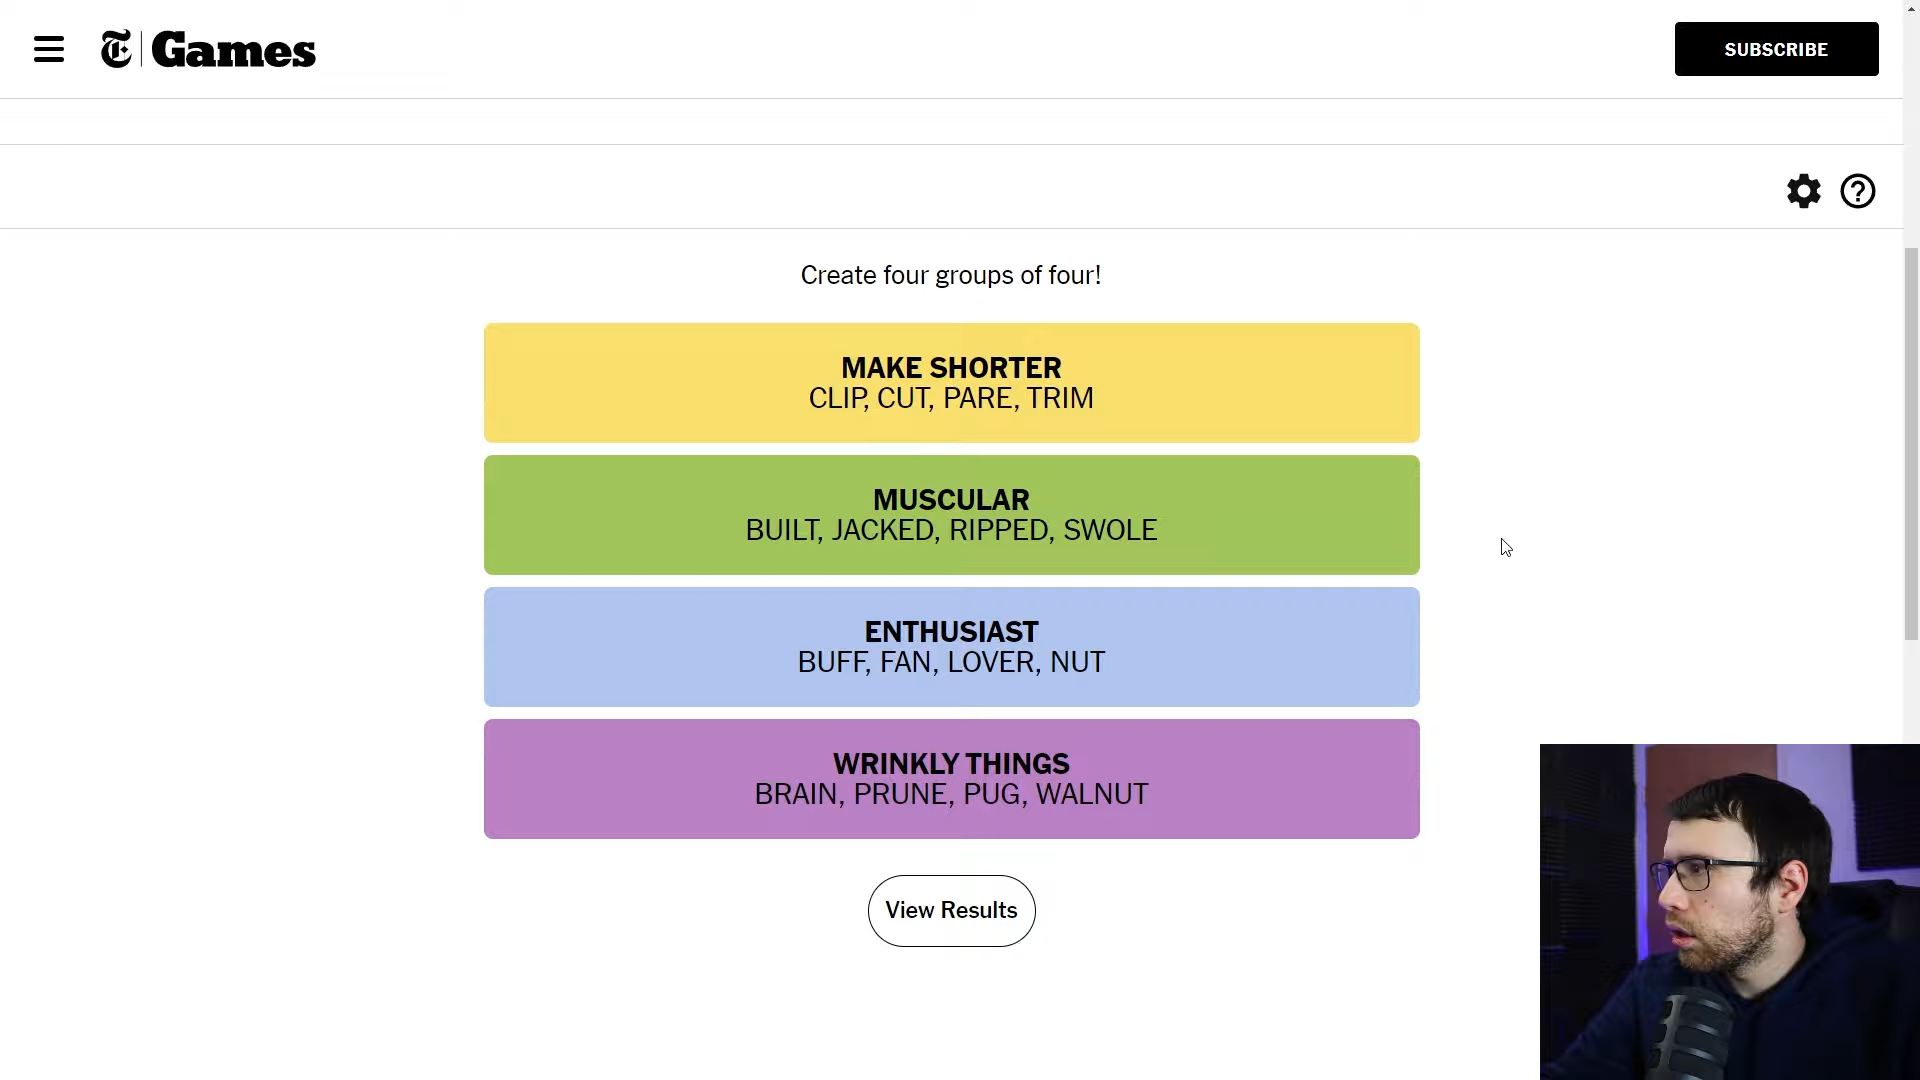 Games
SUBSCRIBE
Create four groups of four!
MAKE SHORTER
CLIP, CUT, PARE, TRIM
MUSCULAR
BUILT, JACKED, RIPPED, SWOLE
ENTHUSIAST
BUFF, FAN, LOVER, NUT
WRINKLY THINGS
BRAIN, PRUNE, PUG, WALNUT
View Results